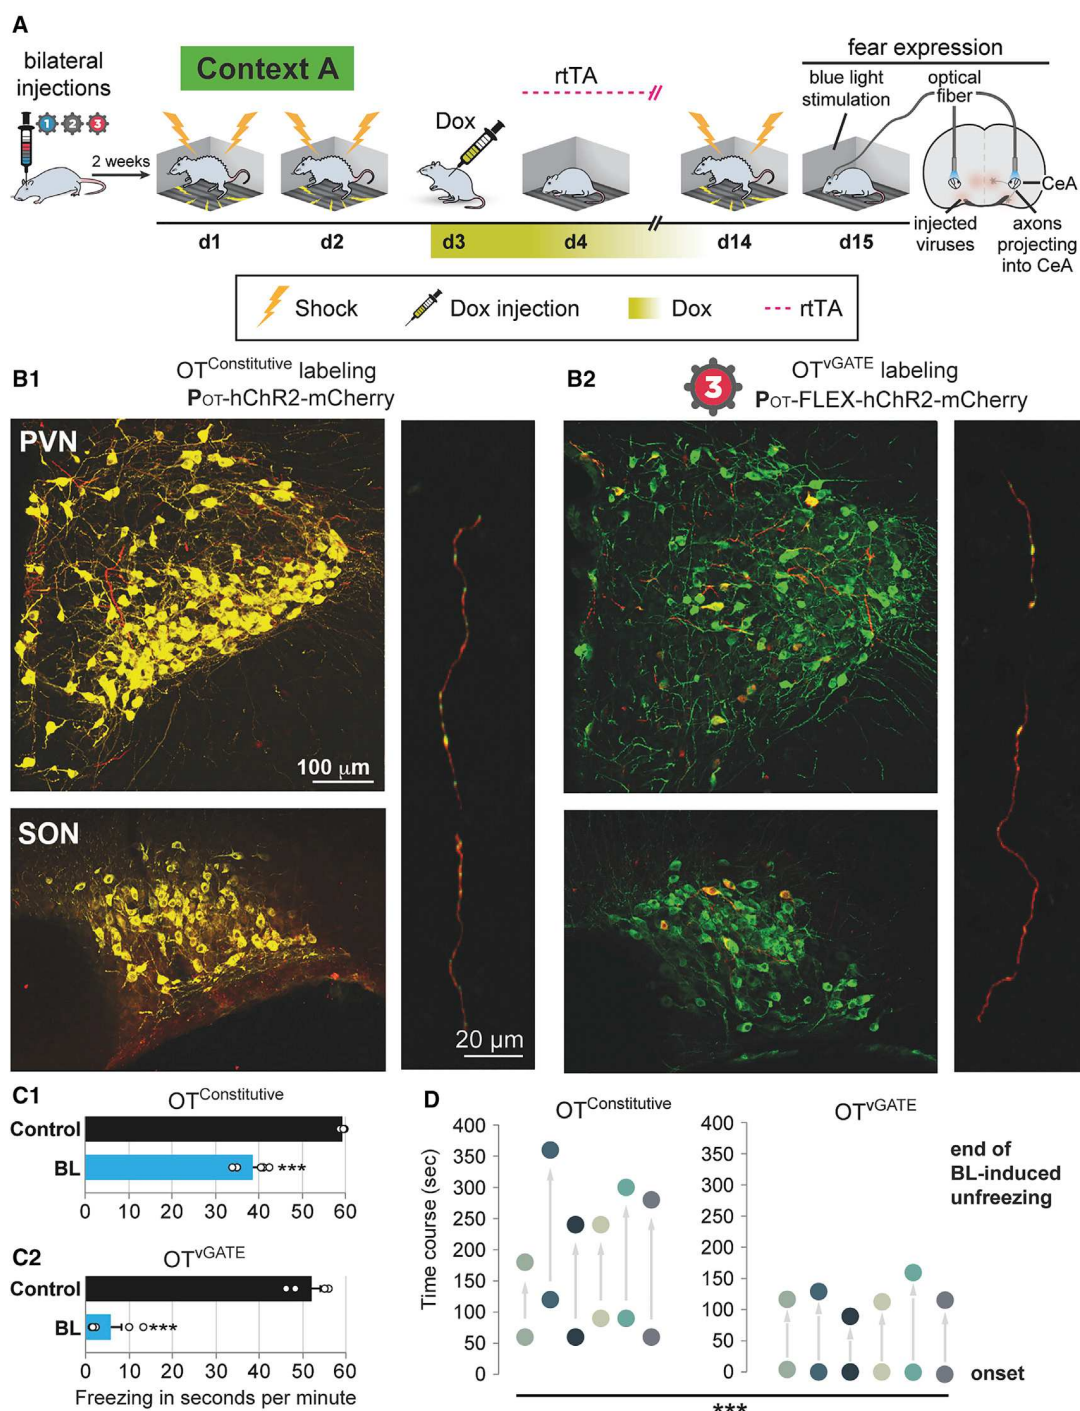 A
bilateral
injections
1 2 3
2 weeks
Context A
Dox
rtTA
fear expression
blue light
stimulation
optical
fiber
CeA
injected
viruses
axons
projecting
into CeA
d1 d2 d3 d4 d14 d15
Shock Dox injection Dox rtTA
B1
OTConstitutive labeling
POT-hChR2-mCherry
PVN
100 µm
SON
20 µm
B2
3
OTvGATE labeling
POT-FLEX-hChR2-mCherry
C1
OTConstitutive
Control
BL
***
0 10 20 30 40 50 60
C2
OTvGATE
Control
BL
***
0 10 20 30 40 50 60
Freezing in seconds per minute
D
OTConstitutive
Time course (sec)
400
350
300
250
200
150
100
50
0
OTvGATE
400
350
300
250
200
150
100
50
0
end of
BL-induced
unfreezing
onset
***